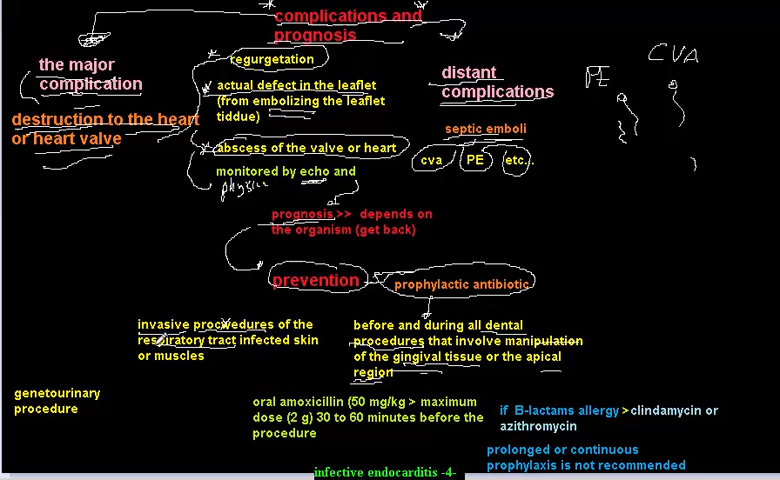 complications and
prognosis
the major
complication
destruction to the heart
or heart valve
regurgetation
actual defect in the leaflet
(from embolizing the leaflet
tiddue)
abscess of the valve or heart
monitored by echo and
distant
complications
septic emboli
cva
PE
etc...
PE
CVA
prognosis >> depends on
the organism (get back)
prevention
prophylactic antibiotic
invasive procwedures of the
respiratory tract infected skin
or muscles
before and during all dental
procedures that involve manipulation
of the gingival tissue or the apical
region
genetourinary
procedure
oral amoxicillin (50 mg/kg > maximum
dose (2 g) 30 to 60 minutes before the
procedure
if B-lactams allergy >clindamycin or
azithromycin
prolonged or continuous
prophylaxis is not recommended
infective endocarditis -4-